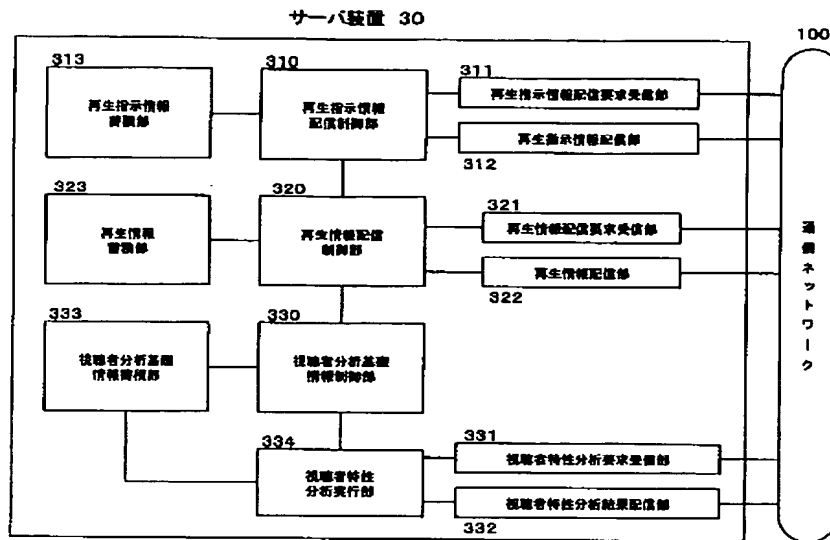 サーバ装置 30
100
313
再生指示情報
蓄積部
310
再生指示情報
配信制御部
311
再生指示情報配信要求受信部
再生指示情報配信部
312
323
再生情報
蓄積部
320
再生情報配信
制御部
321
再生情報配信要求受信部
再生情報配信部
322
通信ネットワーク
333
視聴者分析基礎
情報蓄積部
330
視聴者分析基礎
情報制御部
334
視聴者特性
分析実行部
331
視聴者特性分析要求受信部
視聴者特性分析結果配信部
332